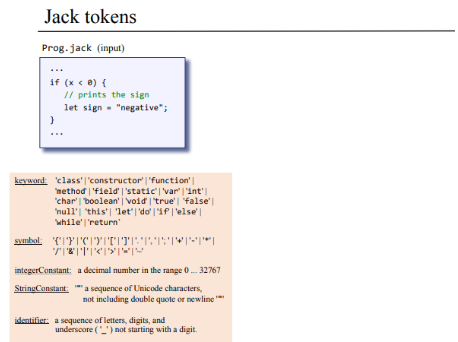 Jack tokens
Prog.jack (input)
...
if (x < 0) {
// prints the sign
let sign = "negative";
}
...
keyword: 'class'|'constructor'|'function'|
'method'|'field'|'static'|'var'|'int'|
'char'|'boolean'|'void'|'true'|'false'|
'null'|'this'|'let'|'do'|'if'|'else'|
'while'|'return'
symbol: '{'|'}'|'('|')'|'['|']'|'.'|','|';'|'+'|'-'|'*'|
'/'|'&'|'|'|'<'|'>'|'='|'~'
integerConstant: a decimal number in the range 0 ... 32767
StringConstant: '"' a sequence of Unicode characters,
not including double quote or newline '"'
identifier: a sequence of letters, digits, and
underscore ( '_' ) not starting with a digit.